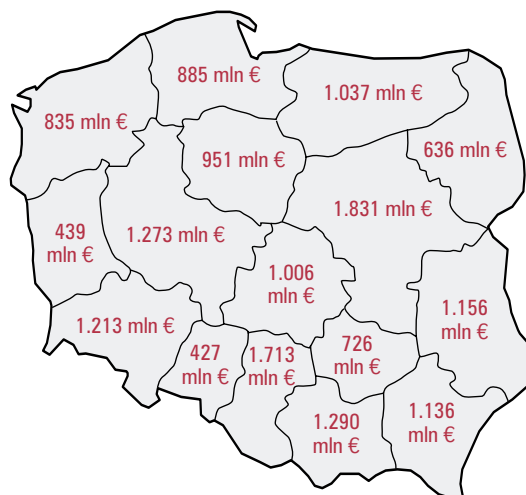 885 mln €
1.037 mln €
835 mln €
636 mln €
951 mln €
1.831 mln €
439
mln €
1.273 mln €
1.006
mln €
1.156
mln €
1.213 mln €
427
mln €
1.713
mln €
726
mln €
1.290
mln €
1.136
mln €